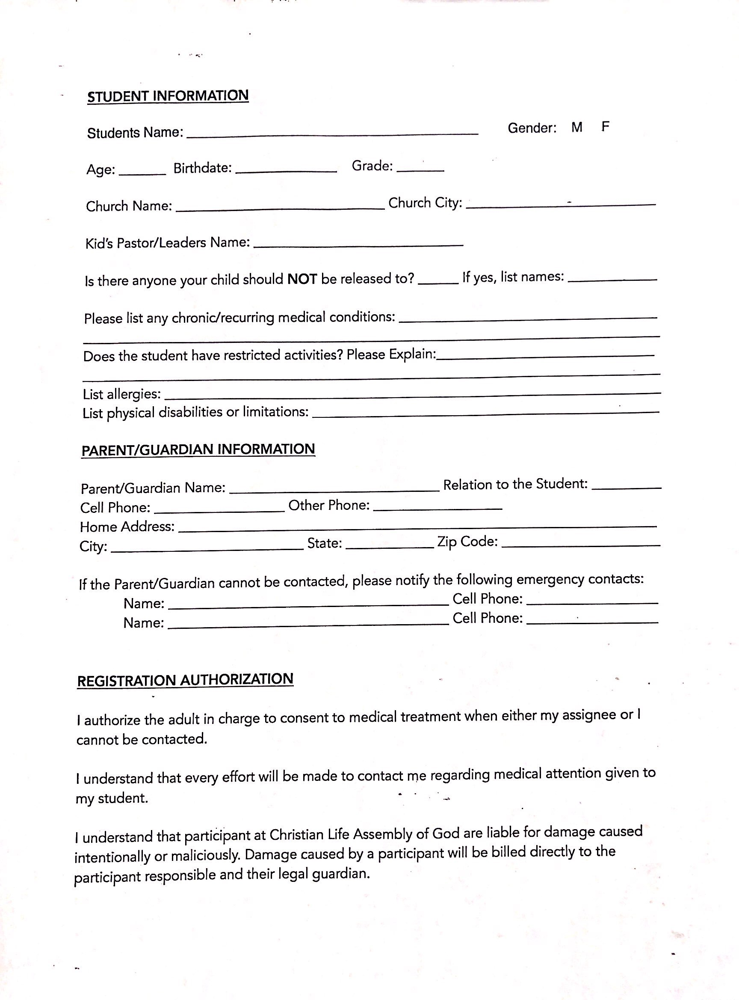 STUDENT INFORMATION
Students Name: Gender: M F
Age: Birthdate: Grade:
Church Name: Church City:
Kid's Pastor/Leaders Name:
Is there anyone your child should NOT be released to? If yes, list names:
Please list any chronic/recurring medical conditions:
Does the student have restricted activities? Please Explain:
List allergies:
List physical disabilities or limitations:
PARENT/GUARDIAN INFORMATION
Parent/Guardian Name: Relation to the Student:
Cell Phone: Other Phone:
Home Address:
City: State: Zip Code:
If the Parent/Guardian cannot be contacted, please notify the following emergency contacts:
Name: Cell Phone:
Name: Cell Phone:
REGISTRATION AUTHORIZATION
I authorize the adult in charge to consent to medical treatment when either my assignee or I
cannot be contacted.
I understand that every effort will be made to contact me regarding medical attention given to
my student.
I understand that participant at Christian Life Assembly of God are liable for damage caused
intentionally or maliciously. Damage caused by a participant will be billed directly to the
participant responsible and their legal guardian.